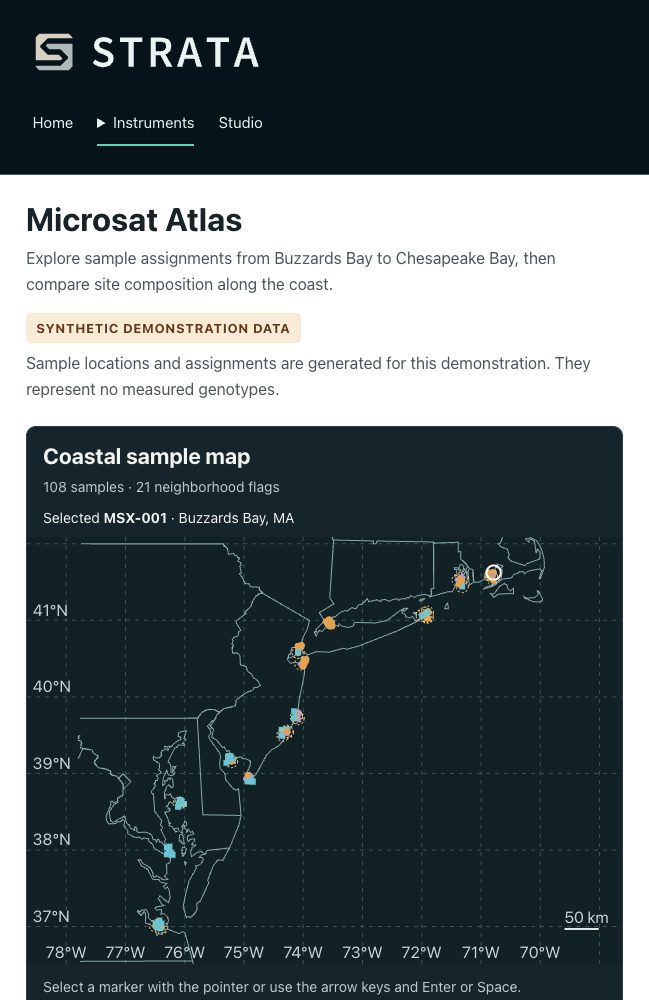 STRATA
Home
Instruments
Studio
Microsat Atlas
Explore sample assignments from Buzzards Bay to Chesapeake Bay, then
compare site composition along the coast.
SYNTHETIC DEMONSTRATION DATA
Sample locations and assignments are generated for this demonstration. They
represent no measured genotypes.
Coastal sample map
108 samples · 21 neighborhood flags
Selected MSX-001 · Buzzards Bay, MA
41°N
40°N
39°N
38°N
37°N
50 km
78°W 77°W 76°W 75°W 74°W 73°W 72°W 71°W 70°W
Select a marker with the pointer or use the arrow keys and Enter or Space.